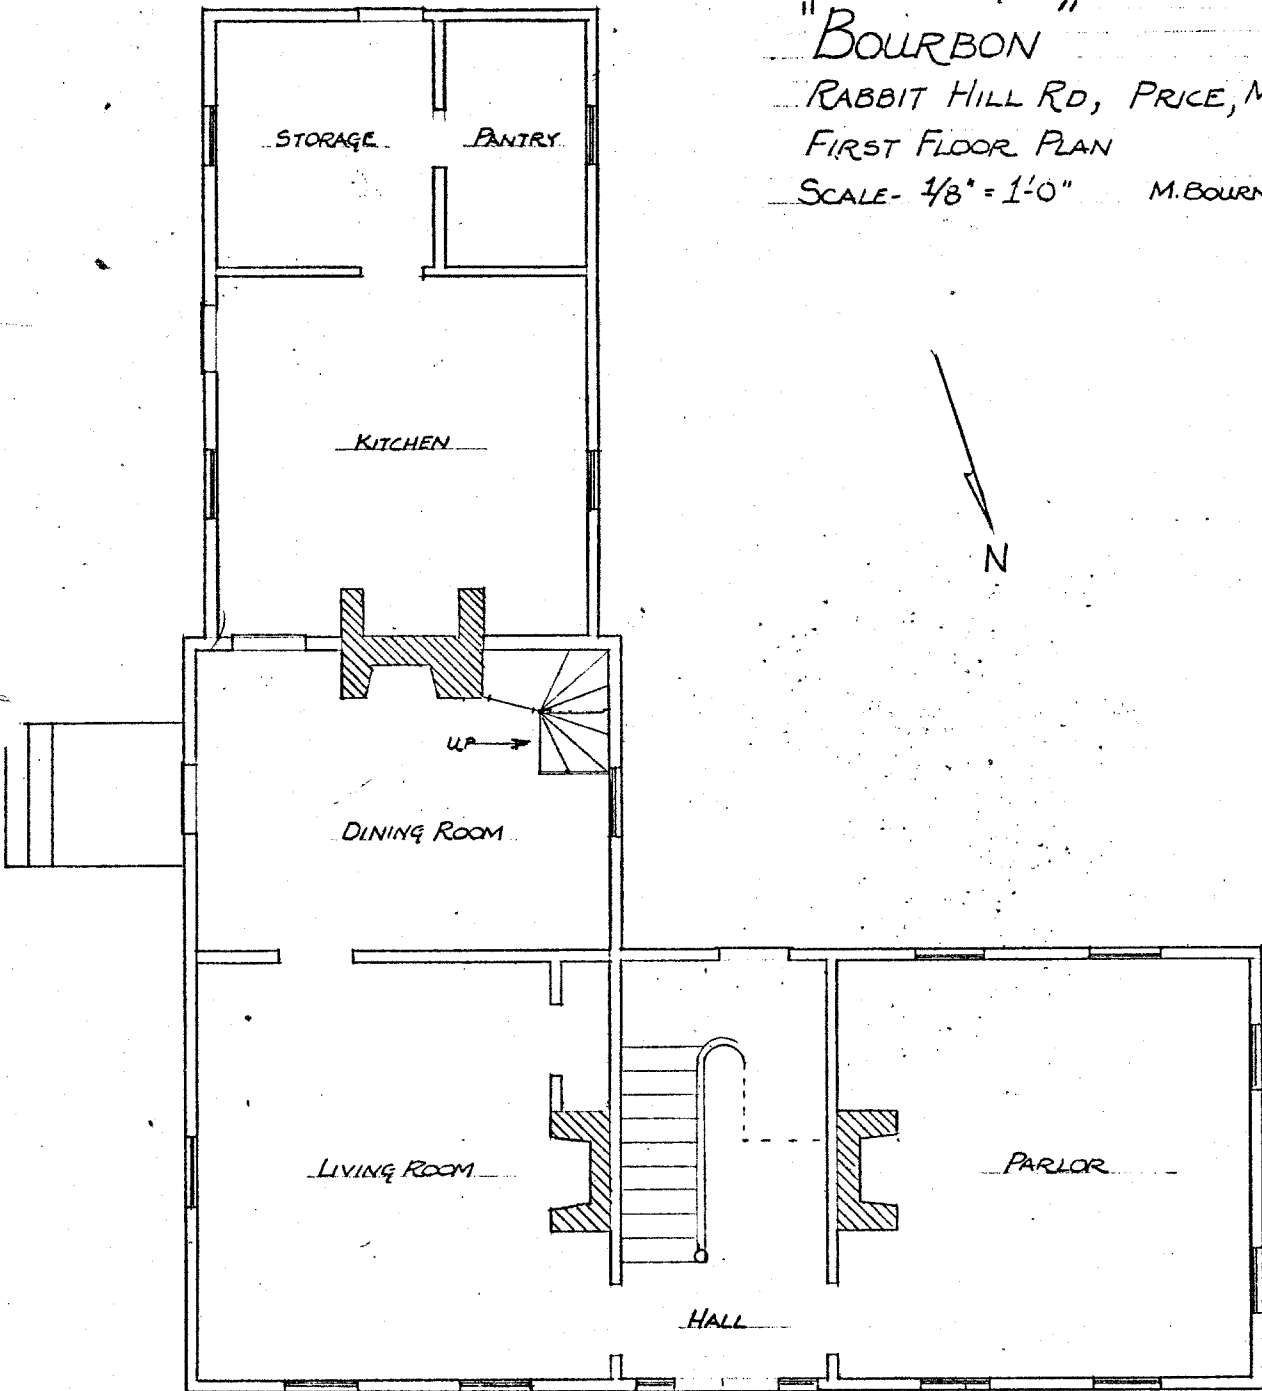 "BOURBON
RABBIT HILL RD, PRICE, M
FIRST FLOOR PLAN
SCALE - 1/8" = 1'-0" M. BOURN
STORAGE
PANTRY
KITCHEN
N
UP
DINING ROOM
LIVING ROOM
PARLOR
HALL